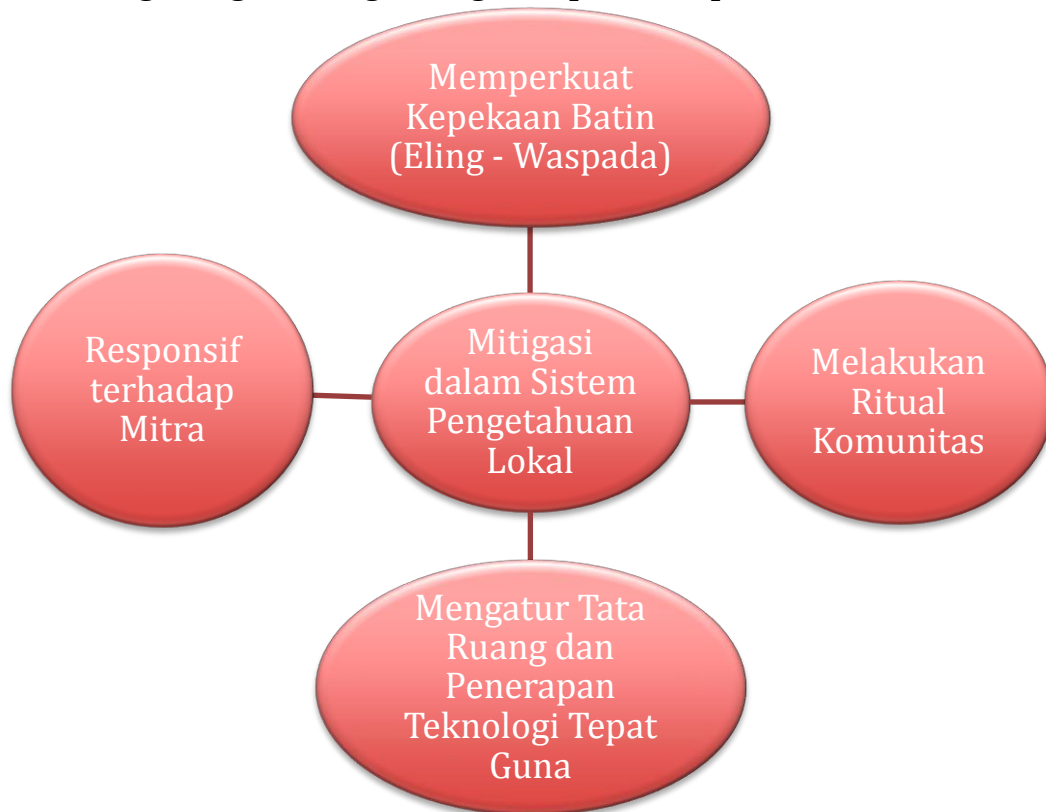 Memperkuat
Kepekaan Batin
(Eling - Waspada)
Responsif
terhadap
Mitra
Mitigasi
dalam Sistem
Pengetahuan
Lokal
Melakukan
Ritual
Komunitas
Mengatur Tata
Ruang dan
Penerapan
Teknologi Tepat
Guna